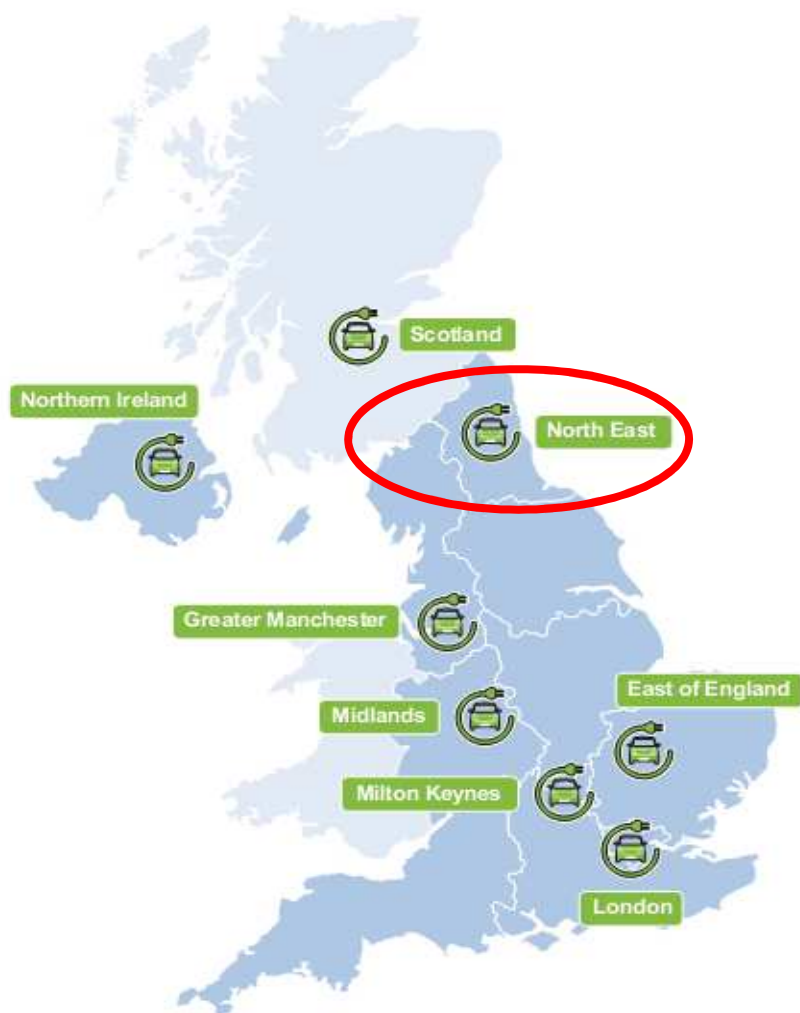 Scotland
Northern Ireland
North East
Greater Manchester
East of England
Midlands
Milton Keynes
London